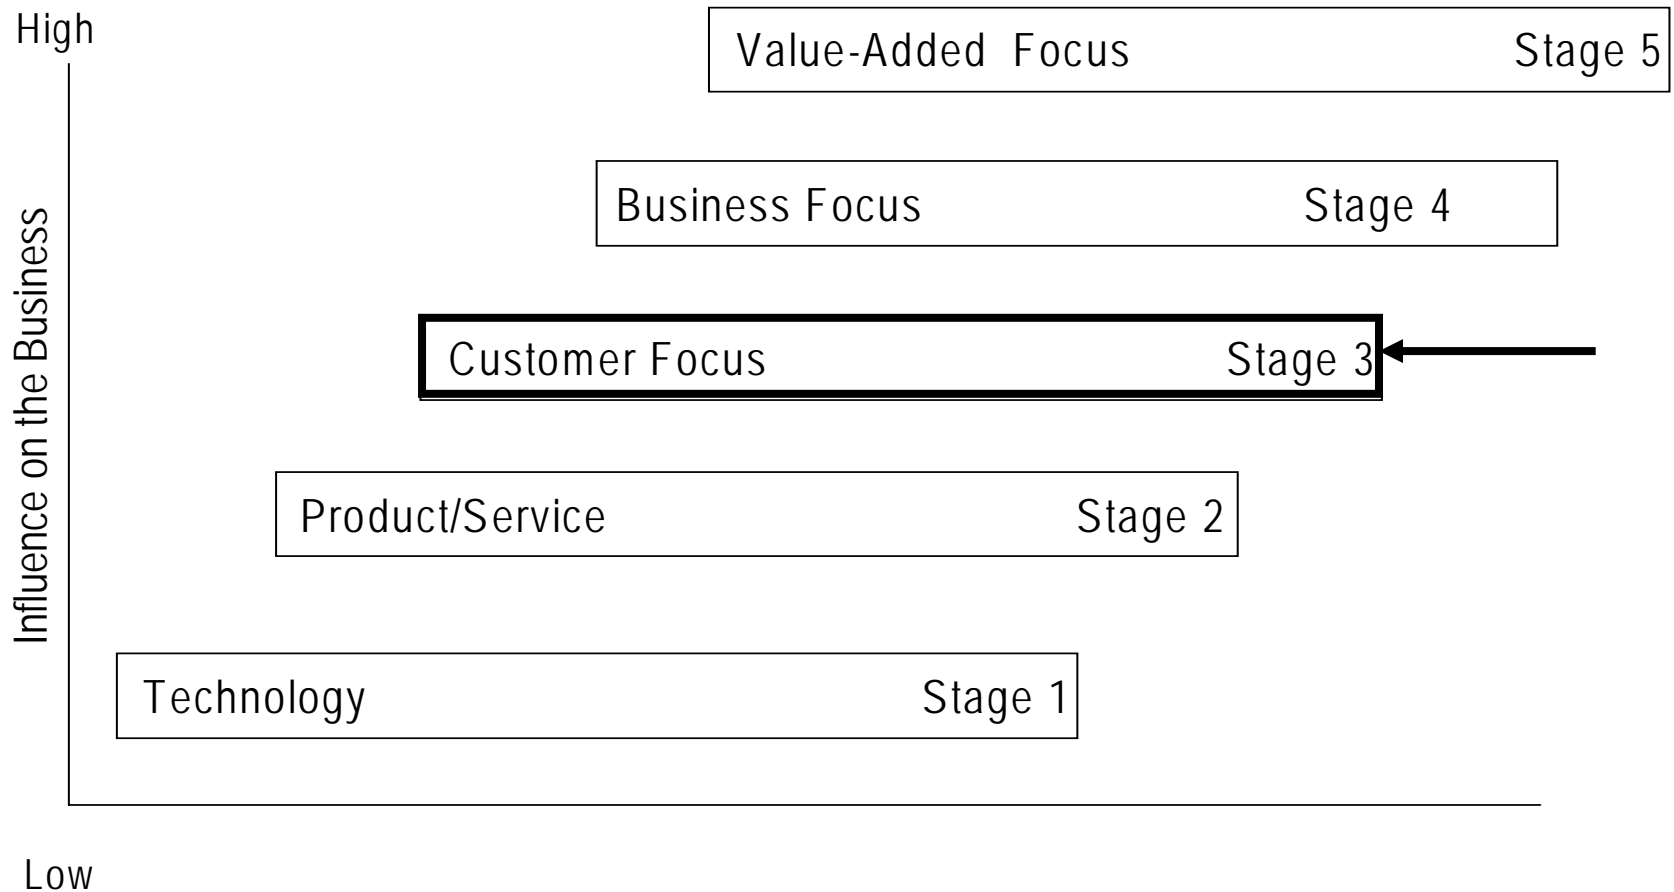 High
Value-Added Focus Stage 5
Business Focus Stage 4
Influence on the Business
Customer Focus Stage 3
Product/Service Stage 2
Technology Stage 1
Low